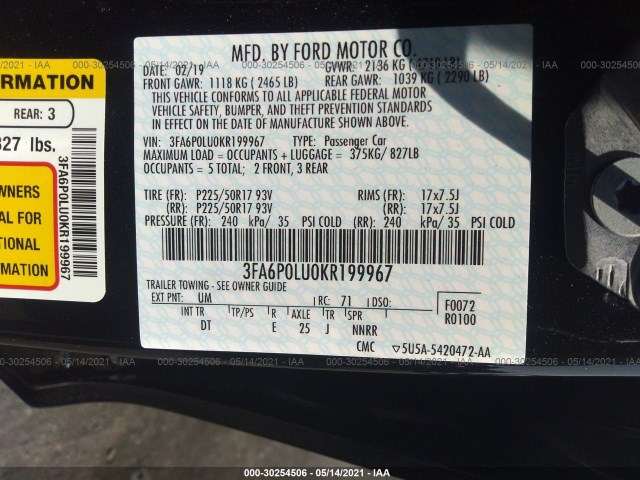 MFD. BY FORD MOTOR CO.
DATE: 02/19 GVWR: 2136 KG
FRONT GAWR: 1118 KG ( 2465 LB) REAR GAWR: 1039 KG ( 2290 LB)
THIS VEHICLE CONFORMS TO ALL APPLICABLE FEDERAL MOTOR
VEHICLE SAFETY, BUMPER, AND THEFT PREVENTION STANDARDS
IN EFFECT ON THE DATE OF MANUFACTURE SHOWN ABOVE.
VIN: 3FA6P0LU0KR199967 TYPE: Passenger Car
MAXIMUM LOAD = OCCUPANTS + LUGGAGE = 375KG/ 827LB
OCCUPANTS = 5 TOTAL; 2 FRONT, 3 REAR
TIRE (FR): P225/50R17 93V RIMS (FR): 17x7.5J
(RR): P225/50R17 93V (RR): 17x7.5J
PRESSURE (FR): 240 kPa/ 35 PSI COLD (RR): 240 kPa/ 35 PSI COLD
3FA6P0LU0KR199967
TRAILER TOWING - SEE OWNER GUIDE
EXT PNT: UM RC: 71 DSO: F0072
R0100
INT TR TP/PS R AXLE TR SPR
DT E 25 J NNRR
CMC ▽5U5A-5420472-AA
ORMATION
REAR: 3
827 lbs.
3FA6P0LU0KR199967
WNERS
AL FOR
TIONAL
IN
000-30254506 - 05/14/2021 - IAA